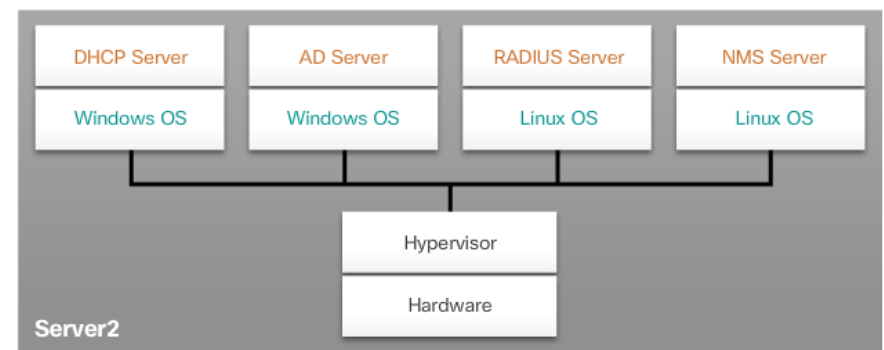 DHCP Server
AD Server
RADIUS Server
NMS Server
Windows OS
Windows OS
Linux OS
Linux OS
Hypervisor
Hardware
Server2